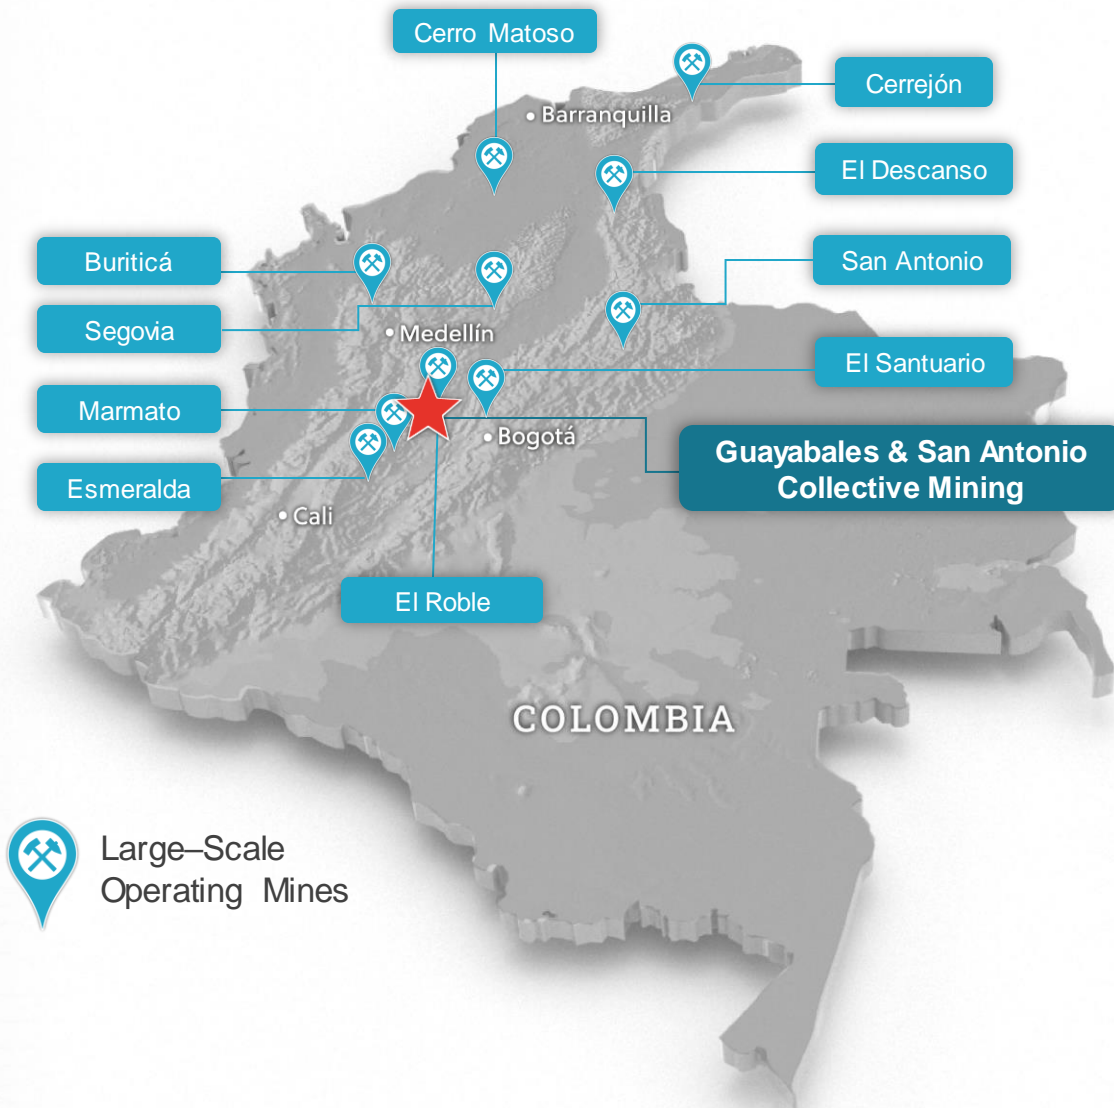 Cerro Matoso
Cerrejón
Barranquilla
El Descanso
Buriticá
San Antonio
Segovia
Medellín
El Santuario
Marmato
Bogotá
Guayabales & San Antonio
Collective Mining
Esmeralda
Cali
El Roble
COLOMBIA
Large–Scale
Operating Mines